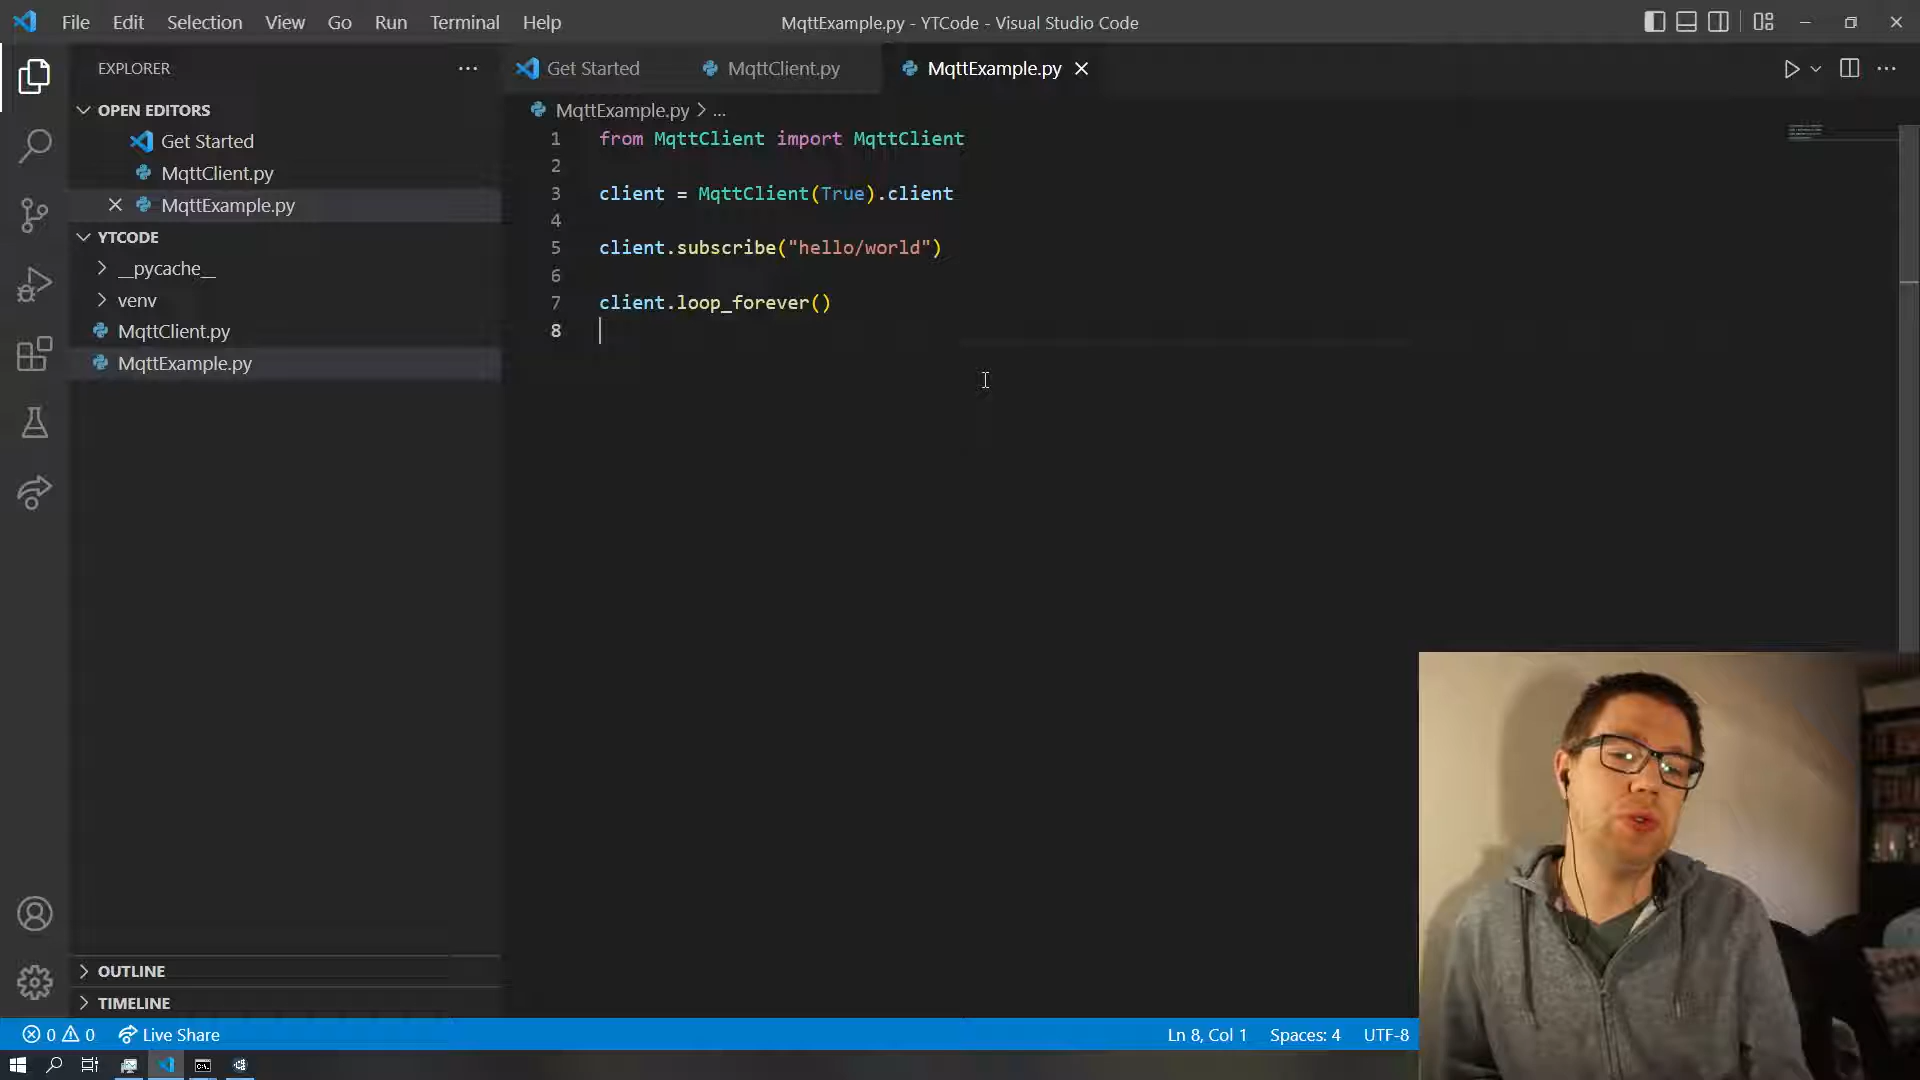 File Edit Selection View Go Run Terminal Help
MqttExample.py - YTCode - Visual Studio Code
EXPLORER
Get Started
MqttClient.py
MqttExample.py
OPEN EDITORS
Get Started
MqttClient.py
MqttExample.py
YTCODE
__pycache__
venv
MqttClient.py
MqttExample.py
OUTLINE
TIMELINE
MqttExample.py > ...
1 from MqttClient import MqttClient
2
3 client = MqttClient(True).client
4
5 client.subscribe("hello/world")
6
7 client.loop_forever()
8
0 0 Live Share
Ln 8, Col 1 Spaces: 4 UTF-8